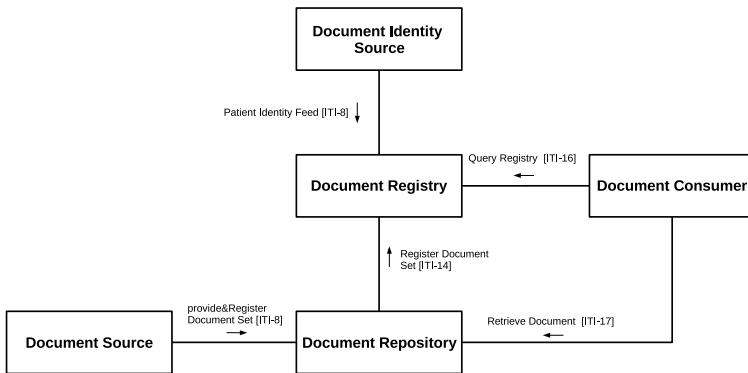 Document Identity
Source
Patient Identity Feed [ITI-8]
Query Registry [ITI-16]
Document Registry
Document Consumer
Register Document
Set [ITI-14]
provide&Register
Document Set [ITI-8]
Retrieve Document [ITI-17]
Document Source
Document Repository